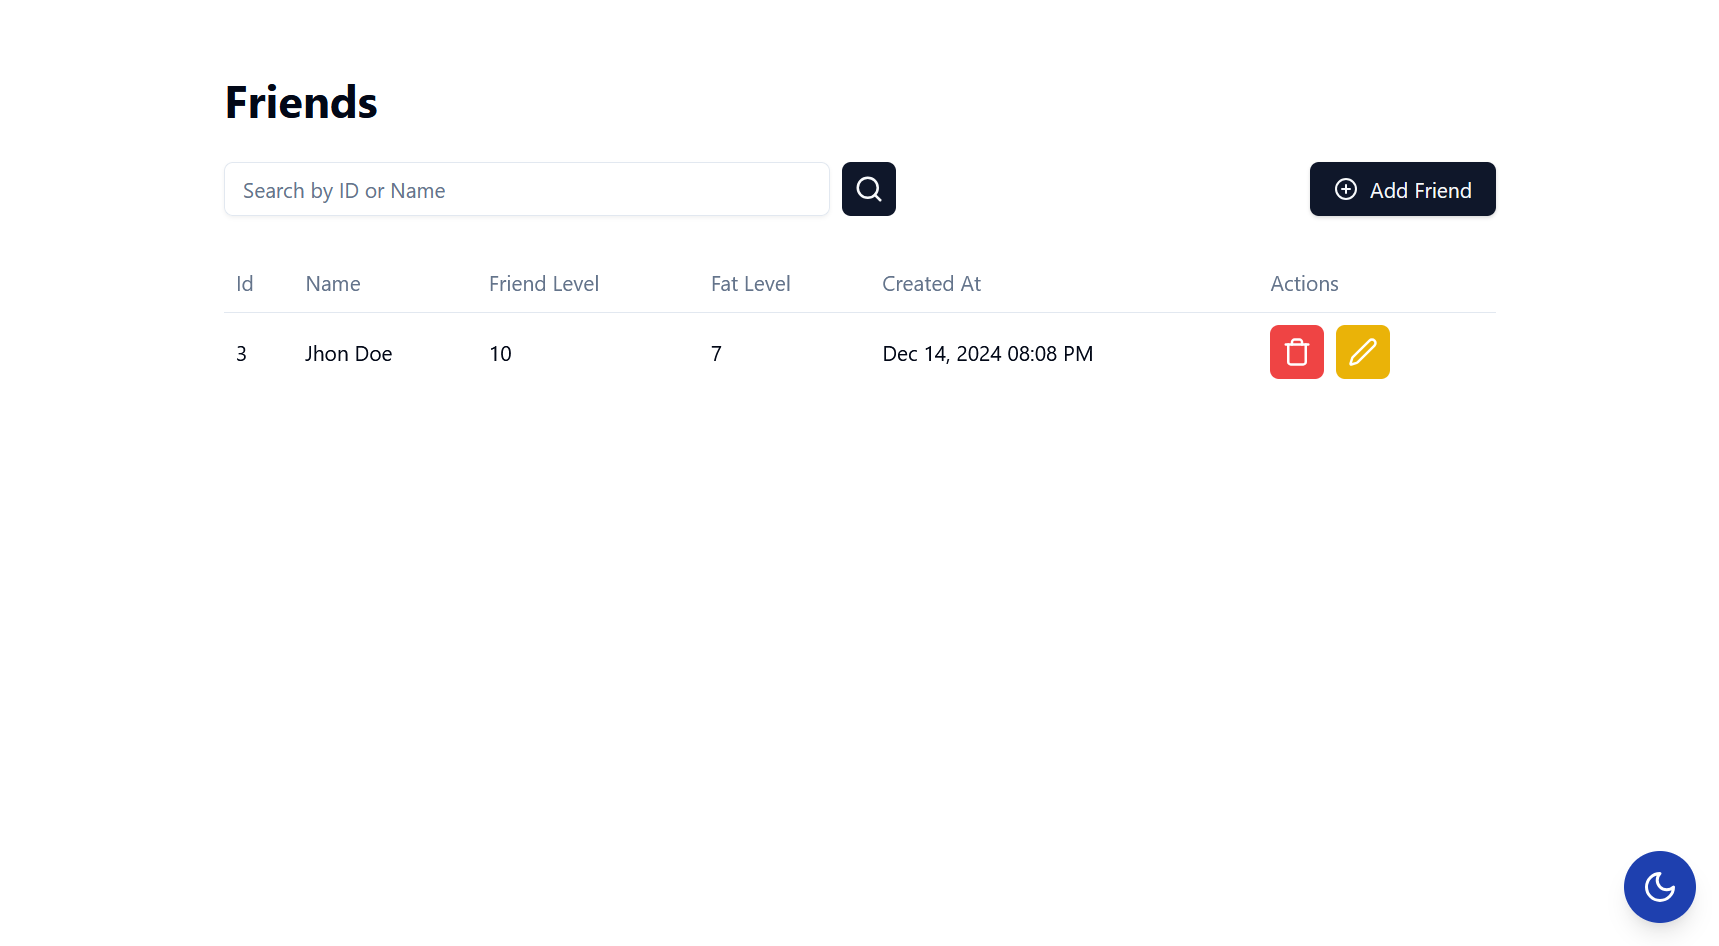 Friends
Search by ID or Name
Add Friend
Id Name Friend Level Fat Level Created At Actions
3 Jhon Doe 10 7 Dec 14, 2024 08:08 PM